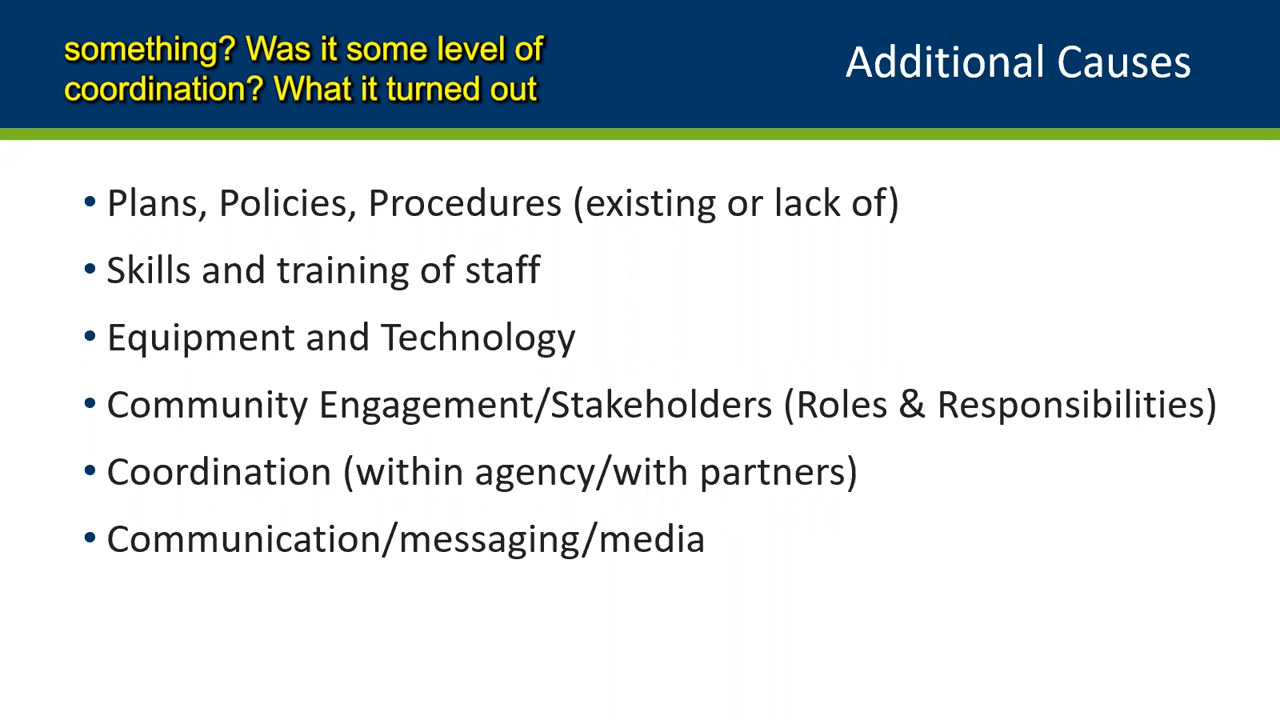 something? Was it some level of
coordination? What it turned out
Additional Causes
• Plans, Policies, Procedures (existing or lack of)
• Skills and training of staff
• Equipment and Technology
• Community Engagement/Stakeholders (Roles & Responsibilities)
• Coordination (within agency/with partners)
• Communication/messaging/media